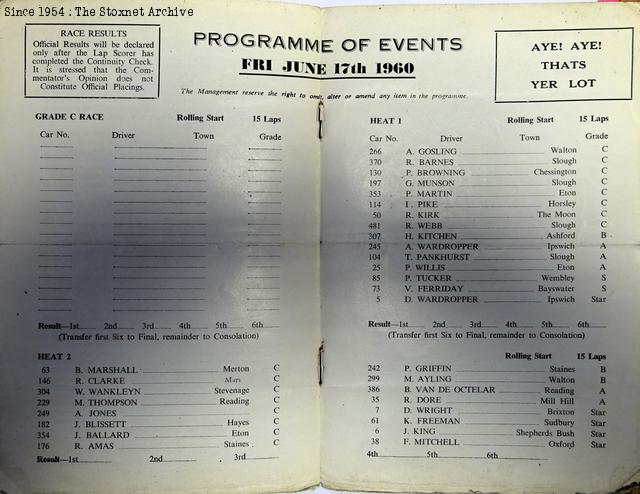 Since 1954 : The Stoxnet Archive
RACE RESULTS
Official Results will be declared
only after the Lap Scorer has
completed the Continuity Check.
It is stressed that the Com-
mentator's Opinion does not
Constitute Official Placings.
PROGRAMME OF EVENTS
FRI JUNE 17th 1960
The Management reserve the right to omit, alter or amend any item in the programme.
AYE! AYE!
THATS
YER LOT
GRADE C RACE Rolling Start 15 Laps
Car No. Driver Town Grade
Result—1st 2nd 3rd 4th 5th 6th
(Transfer first Six to Final, remainder to Consolation)
HEAT 1 Rolling Start 15 Laps
Car No. Driver Town Grade
266 A. GOSLING Walton C
370 R. BARNES Slough C
130 P. BROWNING Chessington C
197 G. MUNSON Slough C
353 P. MARTIN Eton C
114 I. PIKE Horsley C
50 R. KIRK The Moon C
481 R. WEBB Slough C
307 H. KITCHEN Ashford B
245 A. WARDROPPER Ipswich A
104 T. PANKHURST Slough A
25 P. WILLIS Eton A
85 P. TUCKER Wembley S
73 V. FERRIDAY Bayswater S
5 D. WARDROPPER Ipswich Star
Result—1st 2nd 3rd 4th 5th 6th
(Transfer first Six to Final, remainder to Consolation)
HEAT 2
63 B. MARSHALL Merton C
146 R. CLARKE Mars C
304 W. WANKLEYN Stevenage C
229 M. THOMPSON Reading C
249 A. JONES C
182 J. BLISSETT Hayes C
354 J. BALLARD Eton C
176 R. AMAS Staines C
Result—1st 2nd 3rd
Rolling Start 15 Laps
242 P. GRIFFIN Staines B
299 M. AYLING Walton B
386 B. VAN DE OCTELAR Reading A
35 R. DORE Mill Hill A
7 D. WRIGHT Brixton Star
61 K. FREEMAN Sudbury Star
6 J. KING Shepherds Bush Star
38 F. MITCHELL Oxford Star
4th 5th 6th